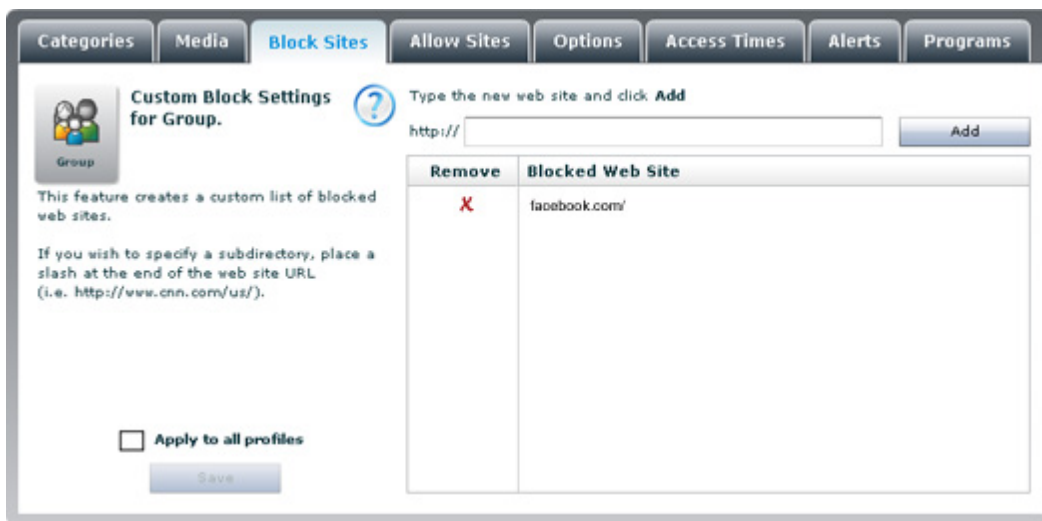 Categories Media Block Sites Allow Sites Options Access Times Alerts Programs
Custom Block Settings
for Group.
Group
This feature creates a custom list of blocked
web sites.
If you wish to specify a subdirectory, place a
slash at the end of the web site URL
(i.e. http://www.cnn.com/us/).
Apply to all profiles
Save
Type the new web site and click Add
http://
Add
Remove Blocked Web Site
X facebook.com/